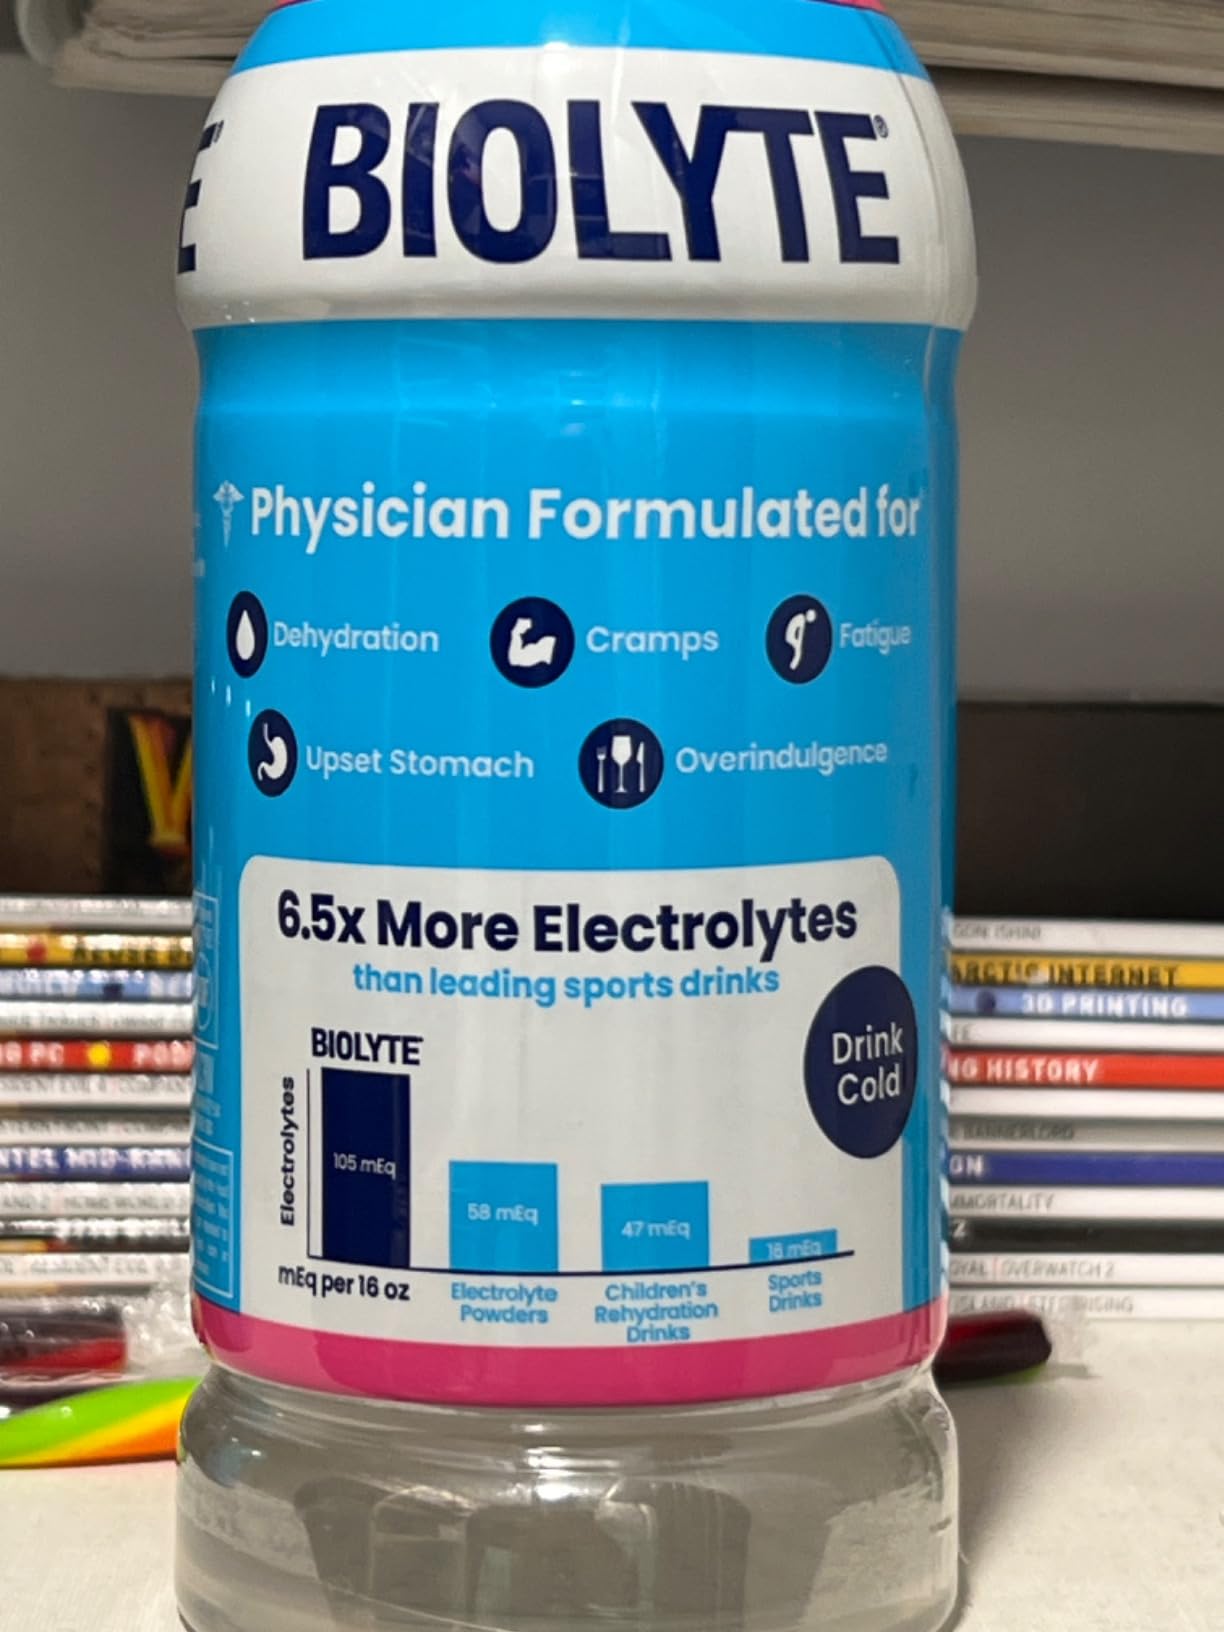 BIOLYTE®
Physician Formulated for
Dehydration
Cramps
Fatigue
Upset Stomach
Overindulgence
6.5x More Electrolytes
than leading sports drinks
Drink
Cold
BIOLYTE
Electrolytes
105 mEq
58 mEq
47 mEq
18 mEq
mEq per 16 oz
Electrolyte
Powders
Children's
Rehydration
Drinks
Sports
Drinks
INTERNET
3D PRINTING
HISTORY
BANNERLORD
IMMORTALITY
OVERWATCH 2